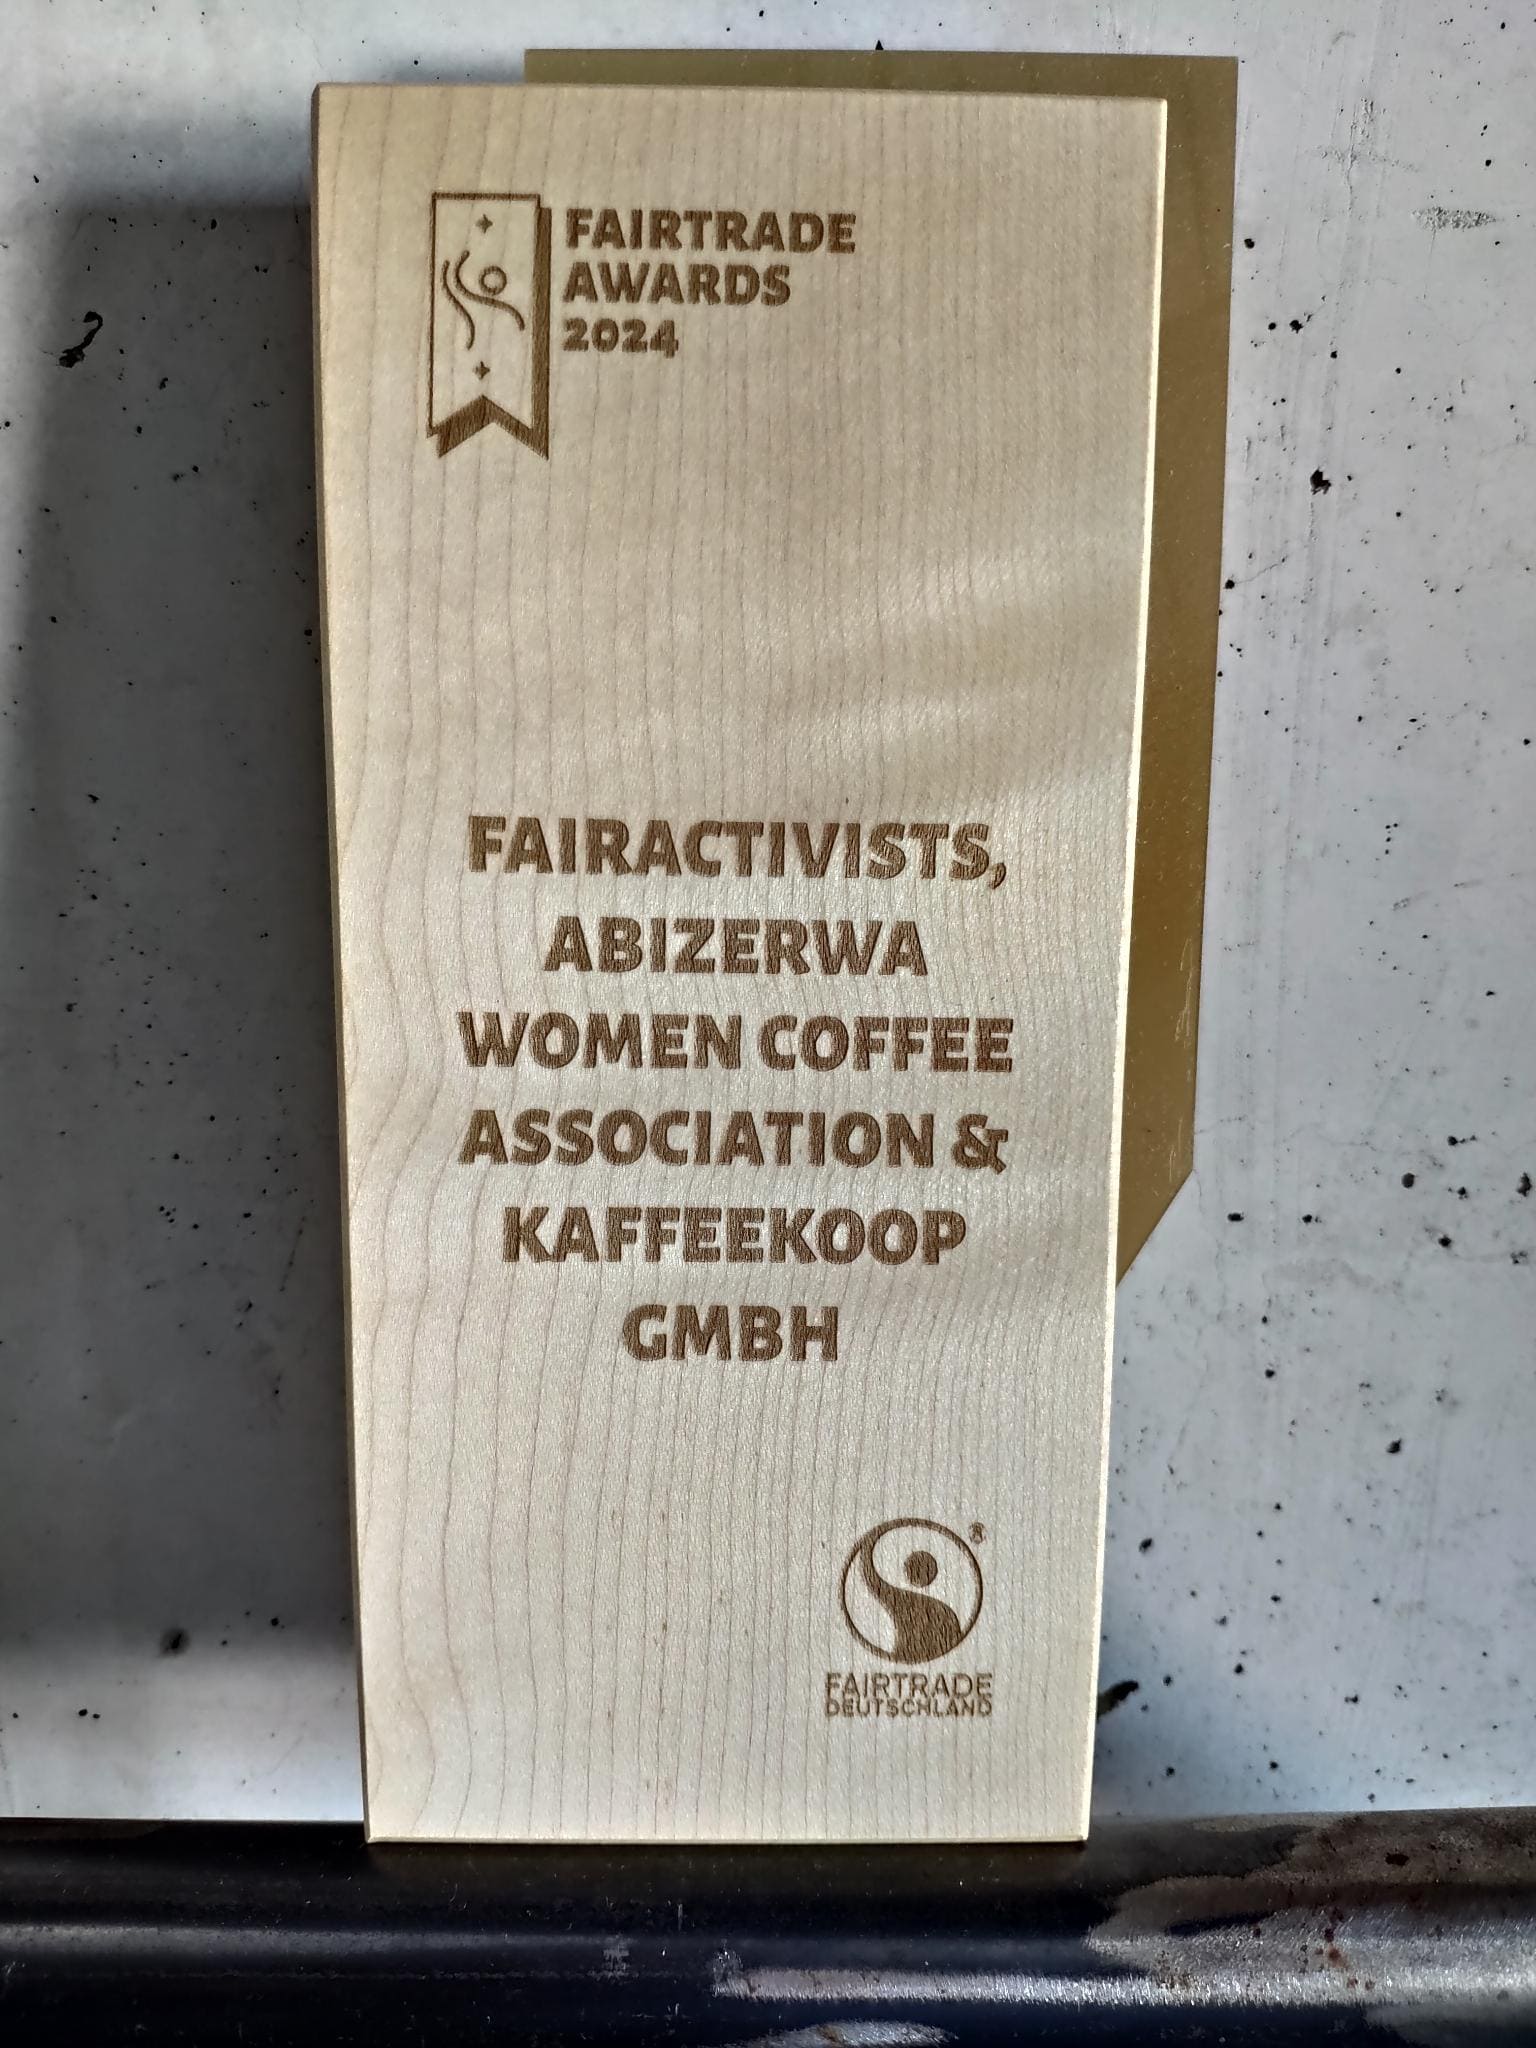 FAIRTRADE
AWARDS
2024
FAIRACTIVISTS,
ABIZERWA
WOMEN COFFEE
ASSOCIATION &
KAFFEEKOOP
GMBH
®
FAIRTRADE
DEUTSCHLAND